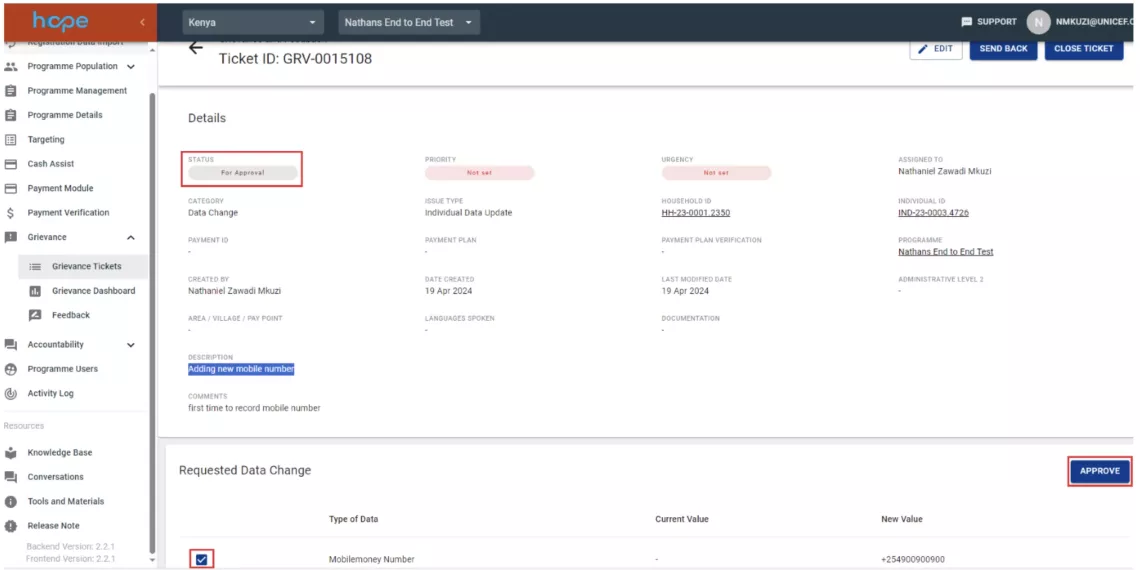 hope
Kenya
Nathans End to End Test
SUPPORT
N
NMKUZI@UNICEF.O
Registration Data Import
Programme Population
Programme Management
Programme Details
Targeting
Cash Assist
Payment Module
Payment Verification
Grievance
Grievance Tickets
Grievance Dashboard
Feedback
Accountability
Programme Users
Activity Log
Resources
Knowledge Base
Conversations
Tools and Materials
Release Note
Backend Version: 2.2.1
Frontend Version: 2.2.1
Ticket ID: GRV-0015108
EDIT
SEND BACK
CLOSE TICKET
Details
STATUS
For Approval
PRIORITY
Not set
URGENCY
Not set
ASSIGNED TO
Nathaniel Zawadi Mkuzi
CATEGORY
Data Change
ISSUE TYPE
Individual Data Update
HOUSEHOLD ID
HH-23-0001.2350
INDIVIDUAL ID
IND-23-0003.4726
PAYMENT ID
-
PAYMENT PLAN
-
PAYMENT PLAN VERIFICATION
-
PROGRAMME
Nathans End to End Test
CREATED BY
Nathaniel Zawadi Mkuzi
DATE CREATED
19 Apr 2024
LAST MODIFIED DATE
19 Apr 2024
ADMINISTRATIVE LEVEL 2
-
AREA / VILLAGE / PAY POINT
-
LANGUAGES SPOKEN
-
DOCUMENTATION
-
DESCRIPTION
Adding new mobile number
COMMENTS
first time to record mobile number
Requested Data Change
APPROVE
Type of Data
Current Value
New Value
Mobilemoney Number
-
+254900900900